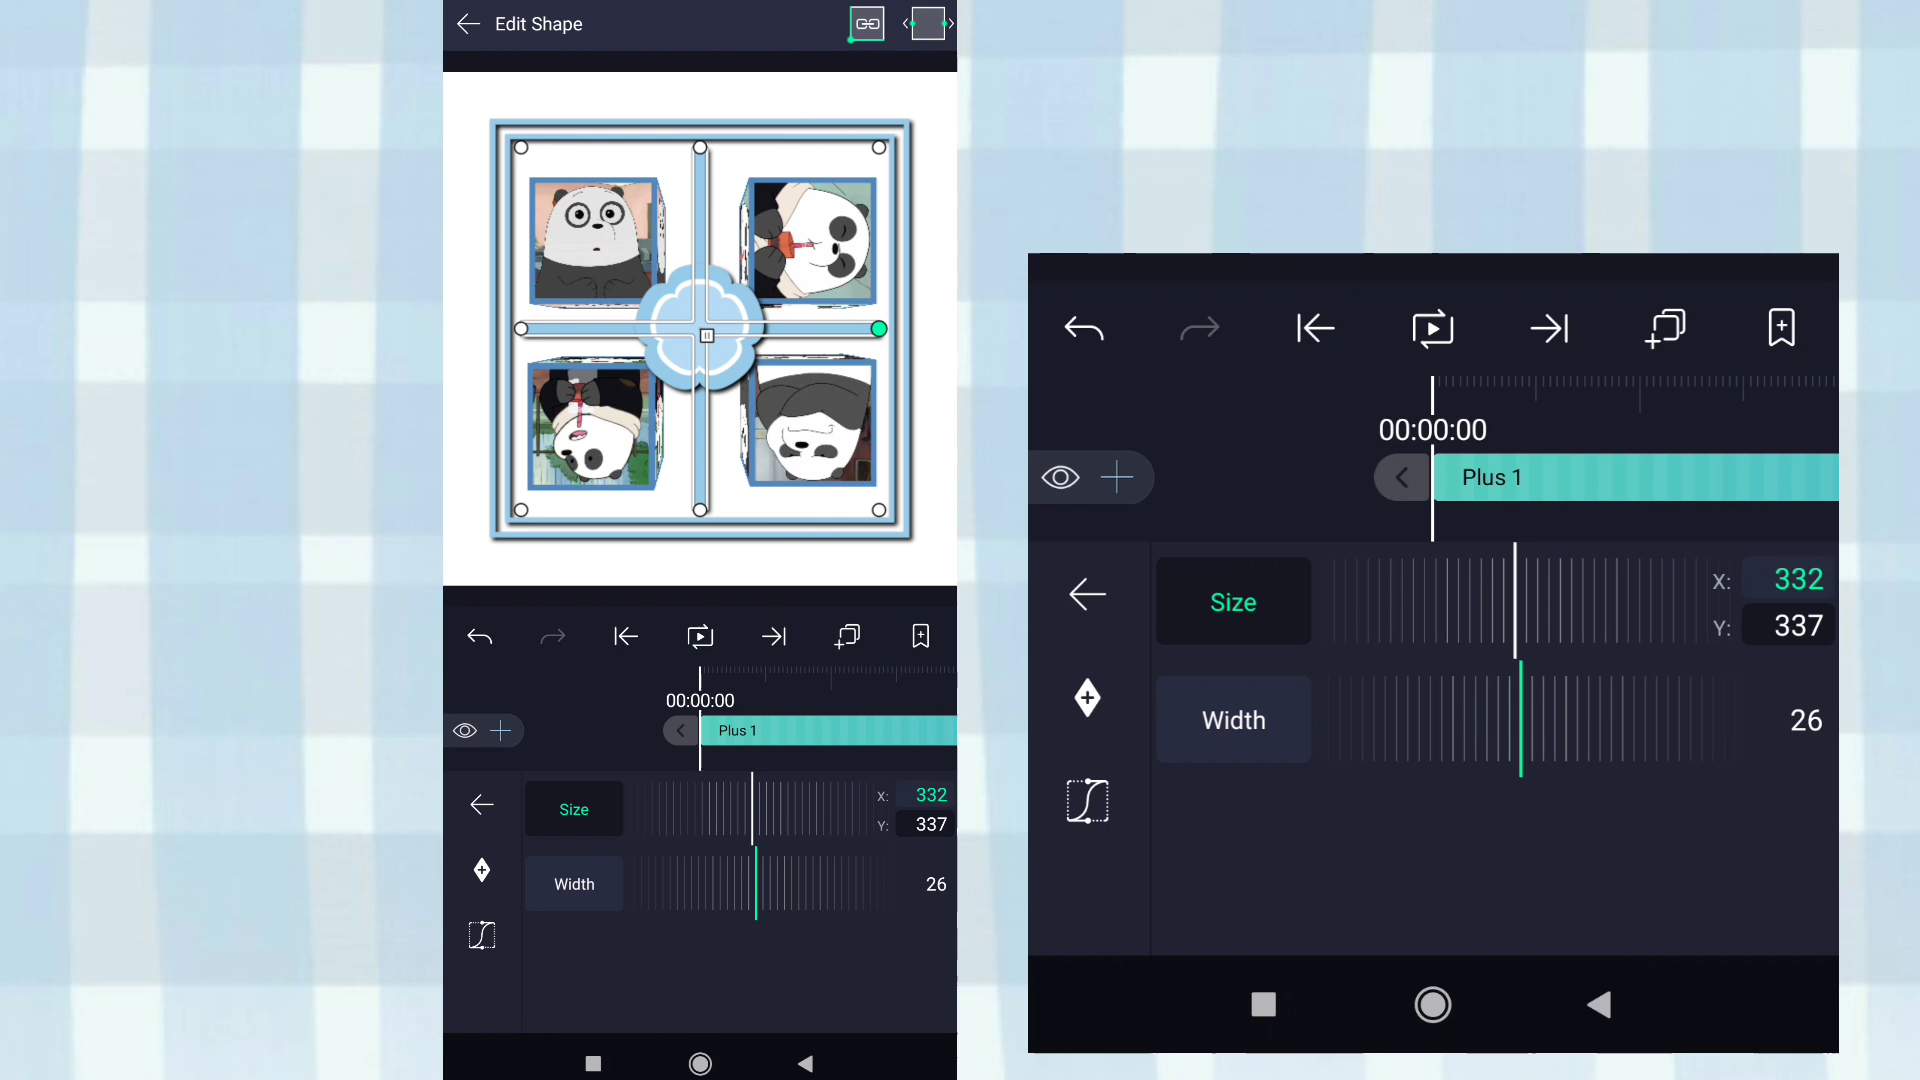 Edit Shape
00:00:00
Plus 1
Size
X: 332
Y: 337
Width
26
00:00:00
Plus 1
Size
X: 332
Y: 337
Width
26